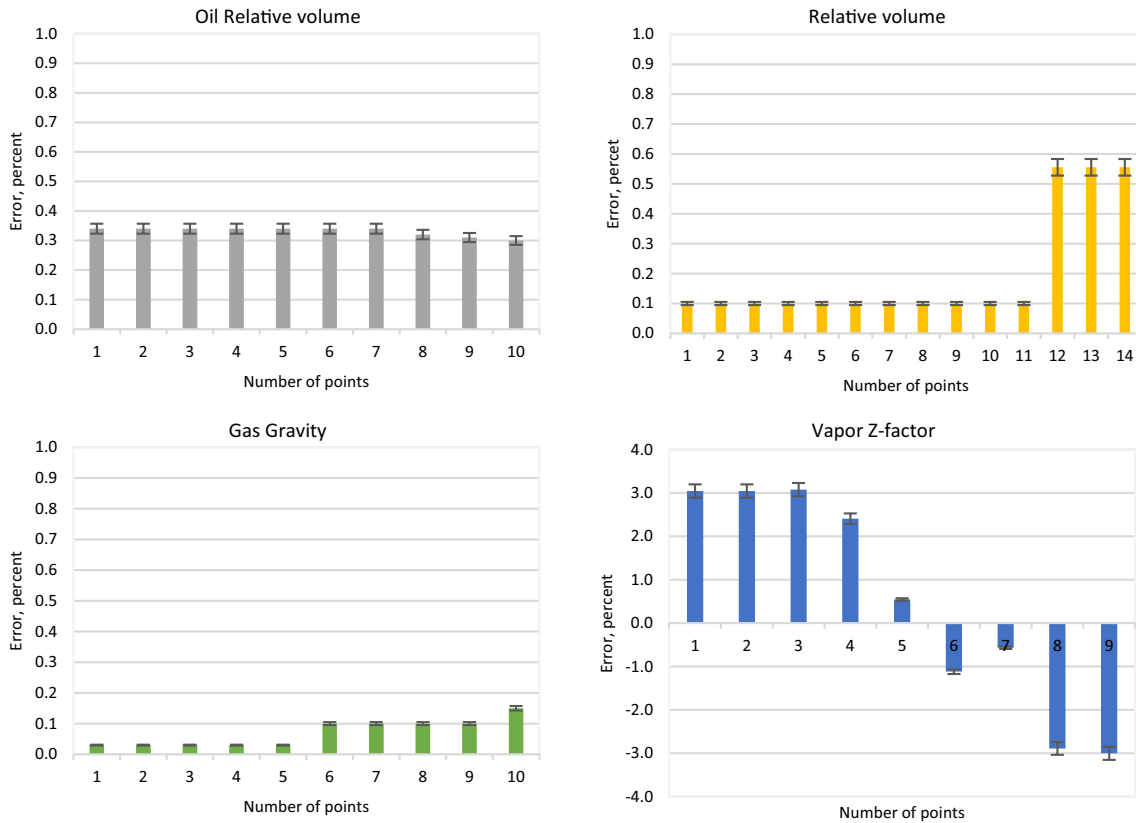 Oil Relative volume
1.0
0.9
0.8
0.7
0.6
0.5
0.4
0.3
0.2
0.1
0.0
Error, percent
1 2 3 4 5 6 7 8 9 10
Number of points
Relative volume
1.0
0.9
0.8
0.7
0.6
0.5
0.4
0.3
0.2
0.1
0.0
Error, percet
1 2 3 4 5 6 7 8 9 10 11 12 13 14
Number of points
Gas Gravity
1.0
0.9
0.8
0.7
0.6
0.5
0.4
0.3
0.2
0.1
0.0
Error, percent
1 2 3 4 5 6 7 8 9 10
Number of points
Vapor Z-factor
4.0
3.0
2.0
1.0
0.0
-1.0
-2.0
-3.0
-4.0
Error, percent
1 2 3 4 5 6 7 8 9
Number of points